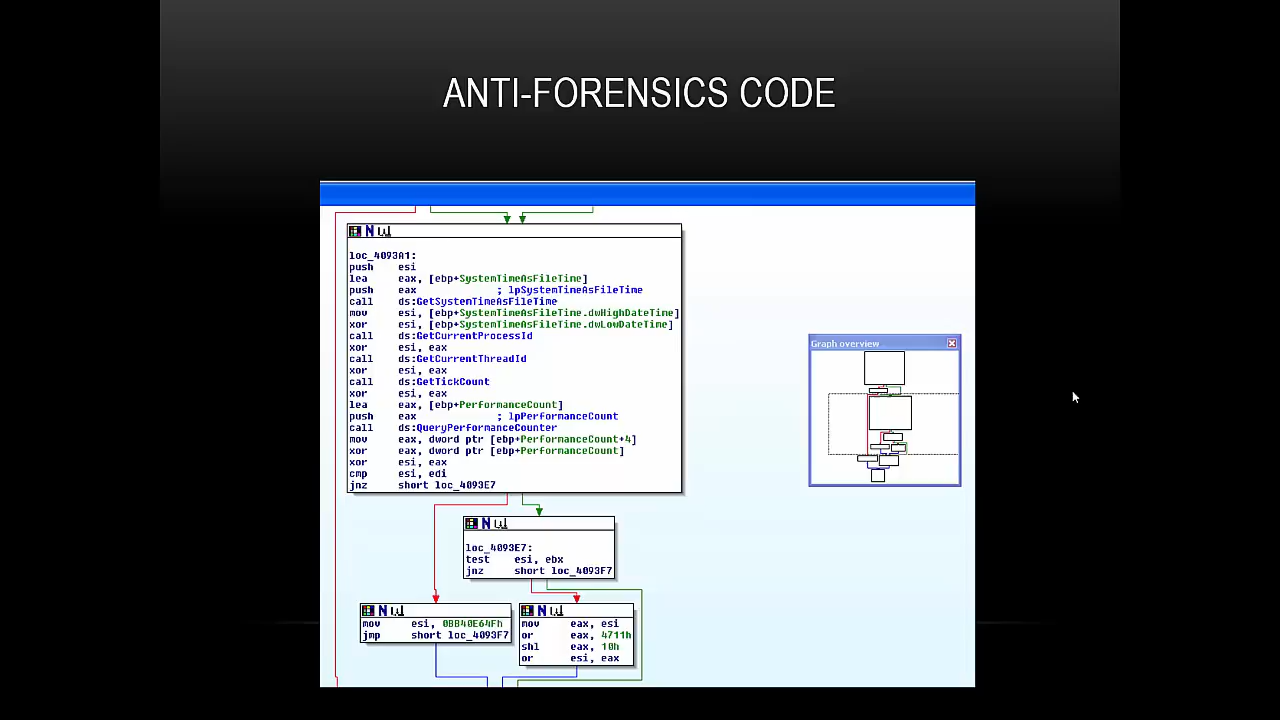 ANTI-FORENSICS CODE
loc_4093A1:
push esi
lea eax, [ebp+SystemTimeAsFileTime]
push eax ; lpSystemTimeAsFileTime
call ds:GetSystemTimeAsFileTime
mov esi, [ebp+SystemTimeAsFileTime.dwHighDateTime]
xor esi, [ebp+SystemTimeAsFileTime.dwLowDateTime]
call ds:GetCurrentProcessId
xor esi, eax
call ds:GetCurrentThreadId
xor esi, eax
call ds:GetTickCount
xor esi, eax
lea eax, [ebp+PerformanceCount]
push eax ; lpPerformanceCount
call ds:QueryPerformanceCounter
mov eax, dword ptr [ebp+PerformanceCount+4]
xor eax, dword ptr [ebp+PerformanceCount]
xor esi, eax
cmp esi, edi
jnz short loc_4093E7
Graph overview
loc_4093E7:
test esi, ebx
jnz short loc_4093F7
mov esi, 0BB40E64Fh
jmp short loc_4093F7
mov eax, esi
or eax, 4711h
shl eax, 10h
or esi, eax